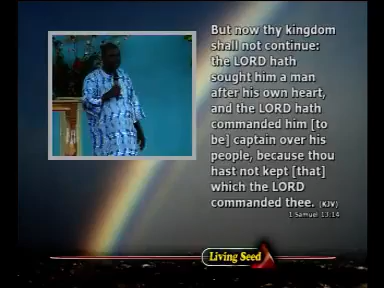 But now thy kingdom
shall not continue:
the LORD hath
sought him a man
after his own heart,
and the LORD hath
commanded him [to
be] captain over his
people, because thou
hast not kept [that]
which the LORD
commanded thee. (KJV)
1 Samuel 13:14
Living Seed